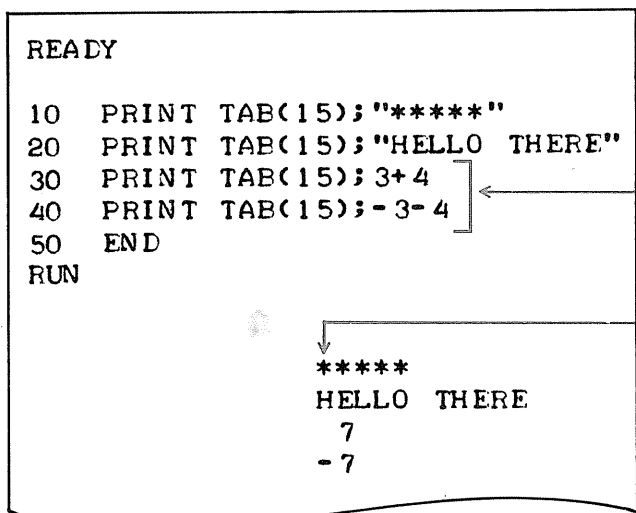 READY
10 PRINT TAB(15);"*****"
20 PRINT TAB(15);"HELLO THERE"
30 PRINT TAB(15);3+4
40 PRINT TAB(15);-3-4
50 END
RUN
*****
HELLO THERE
7
-7